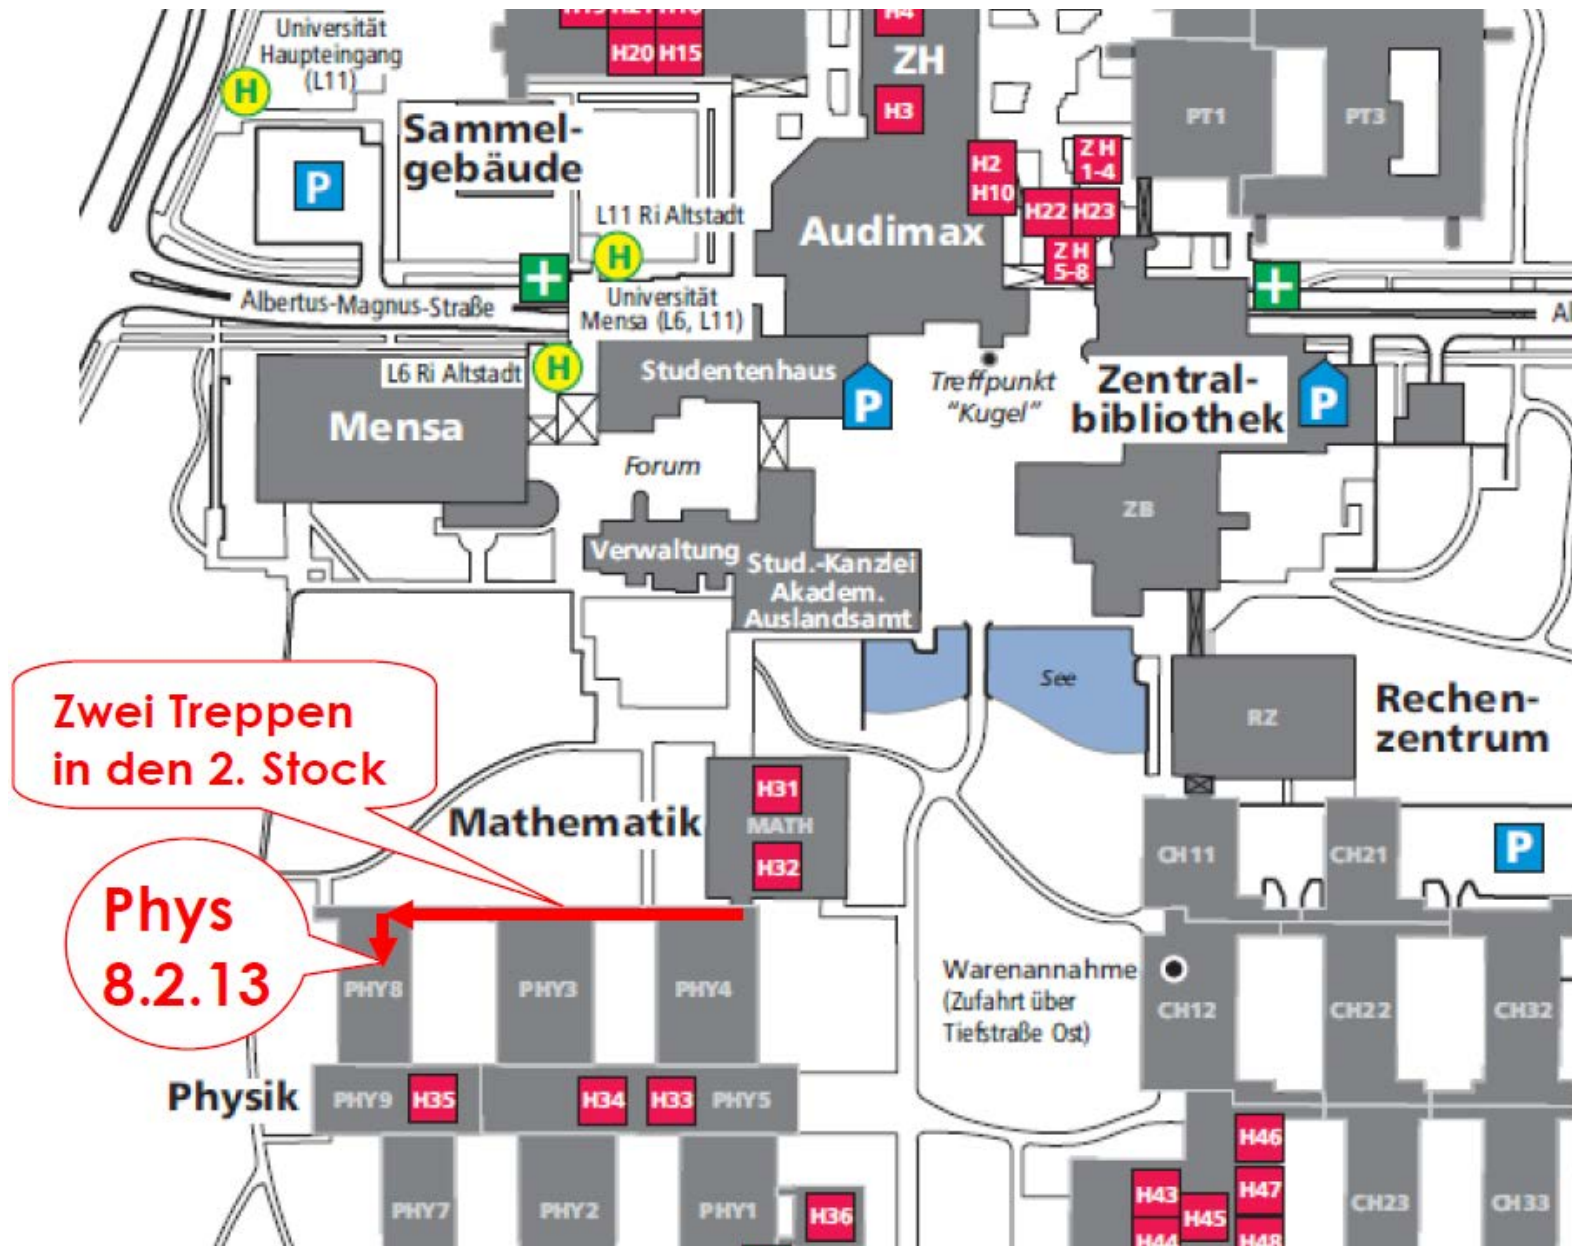 Universität
Haupteingang
(L11)
H
H20
H15
H4
ZH
H3
PT1
PT3
Sammel-
gebäude
P
H2
H10
Z H
1-4
H22
H23
Z H
5-8
L11 Ri Altstadt
H
Audimax
Albertus-Magnus-Straße
Universität
Mensa (L6, L11)
Al
L6 Ri Altstadt
H
Studentenhaus
P
Treffpunkt
"Kugel"
Zentral-
bibliothek
P
Mensa
Forum
ZB
Verwaltung
Stud.-Kanzlei
Akadem.
Auslandsamt
See
RZ
Rechen-
zentrum
Zwei Treppen
in den 2. Stock
Mathematik
H31
MATH
H32
CH11
CH21
P
Phys
8.2.13
PHY8
PHY3
PHY4
Warenannahme
(Zufahrt über
Tiefstraße Ost)
CH12
CH22
CH32
Physik
PHY9
H35
H34
H33
PHY5
H46
PHY7
PHY2
PHY1
H36
H43
H45
H47
CH23
CH33
H44
H48